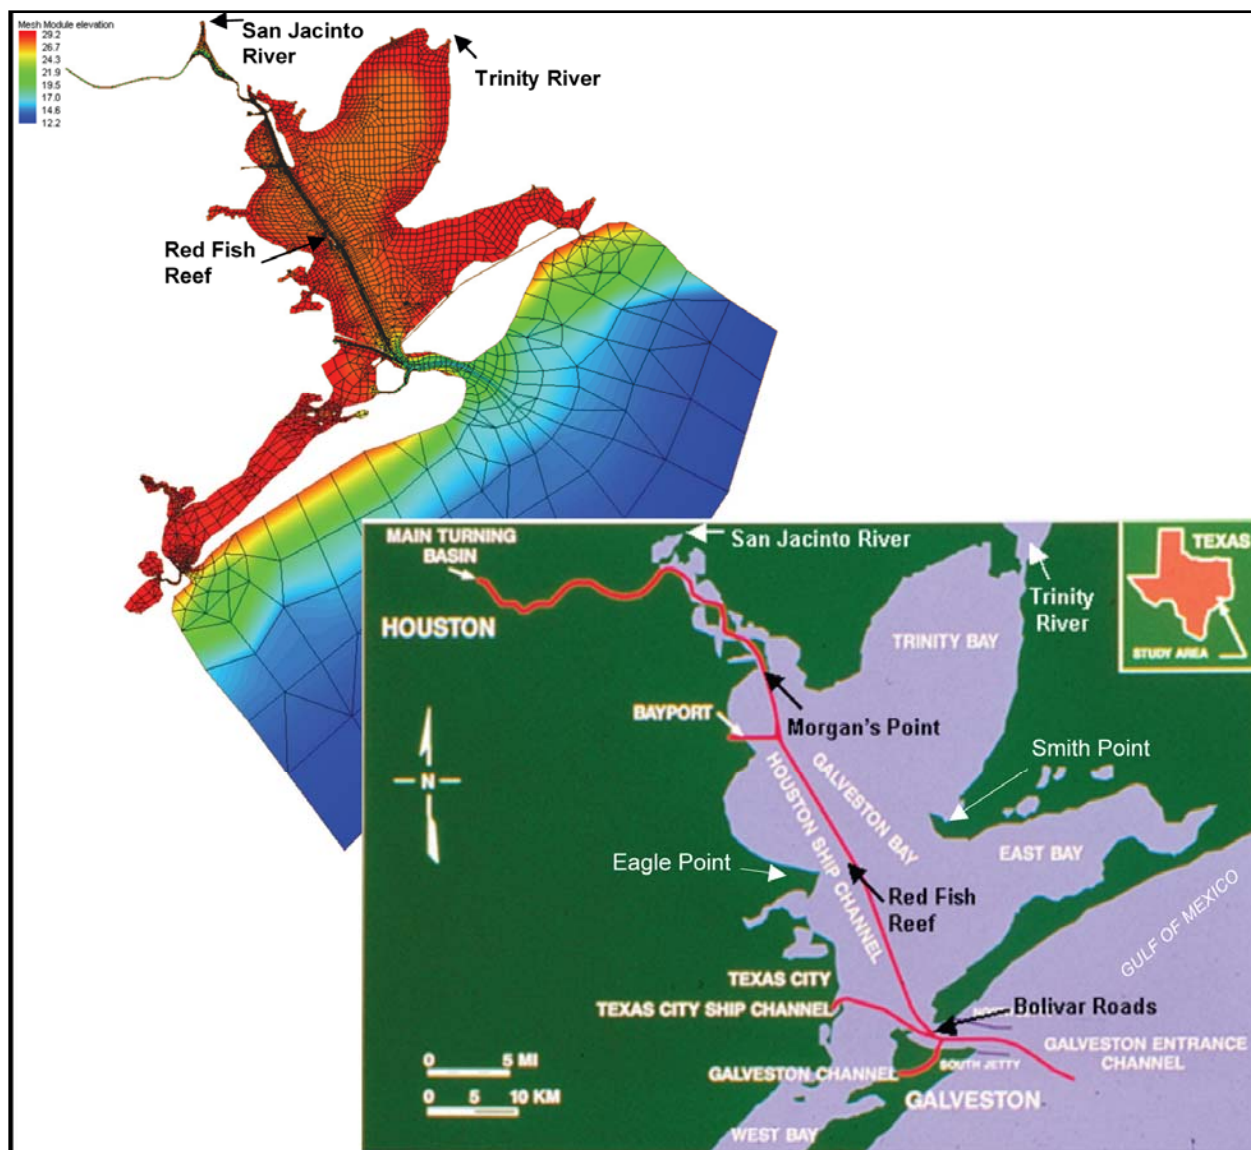 Mesh Module elevation
29.2
26.7
24.3
21.9
19.5
17.0
14.6
12.2
San Jacinto
River
Trinity River
Red Fish
Reef
MAIN TURNING
BASIN
San Jacinto River
TEXAS
HOUSTON
Trinity
River
TRINITY BAY
STUDY AREA
BAYPORT
Morgan's Point
Smith Point
N
HOUSTON SHIP CHANNEL
GALVESTON BAY
Eagle Point
EAST BAY
Red Fish
Reef
GULF OF MEXICO
TEXAS CITY
TEXAS CITY SHIP CHANNEL
Bolivar Roads
GALVESTON ENTRANCE
CHANNEL
0 5 MI
SOUTH JETTY
GALVESTON CHANNEL
0 5 10 KM
GALVESTON
WEST BAY